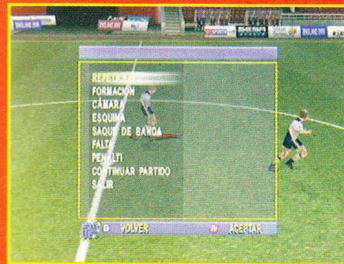 REPETICIÓN
FORMACIÓN
CÁMARA
ESQUINA
SAQUE DE BANDA
FALTA
PENALTI
CONTINUAR PARTIDO
SALIR
VOLVER
ACEPTAR